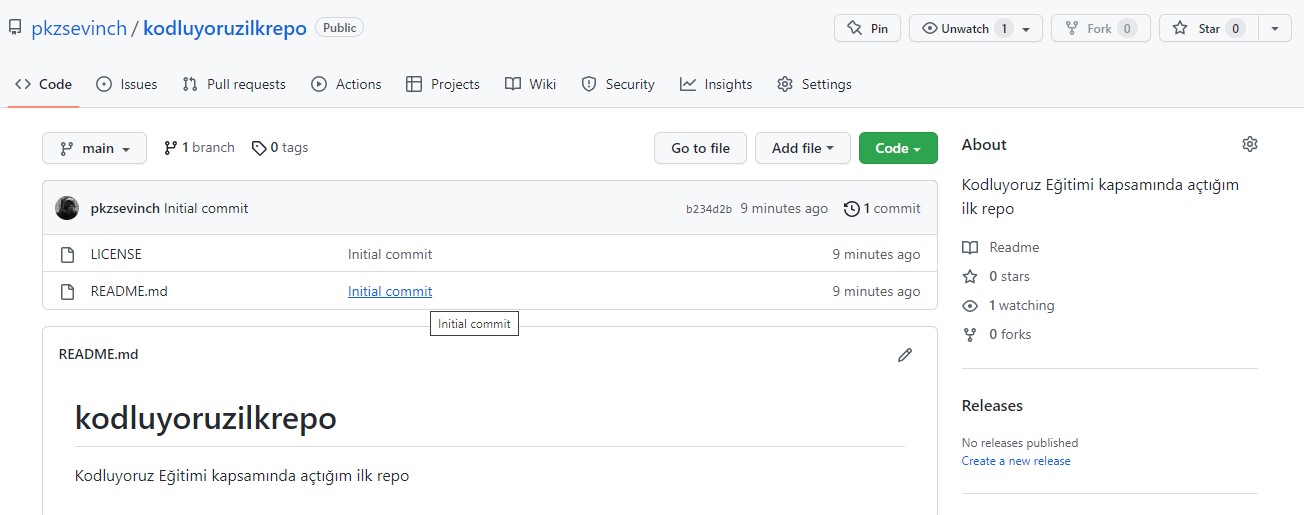 pkzsevinch / kodluyoruzilkrepo Public
Pin Unwatch 1 Fork 0 Star 0
Code Issues Pull requests Actions Projects Wiki Security Insights Settings
main 1 branch 0 tags Go to file Add file Code
pkzsevinch Initial commit b234d2b 9 minutes ago 1 commit
LICENSE Initial commit 9 minutes ago
README.md Initial commit 9 minutes ago
Initial commit
README.md
kodluyoruzilkrepo
Kodluyoruz Eğitimi kapsamında açtığım ilk repo
About
Kodluyoruz Eğitimi kapsamında açtığım
ilk repo
Readme
0 stars
1 watching
0 forks
Releases
No releases published
Create a new release